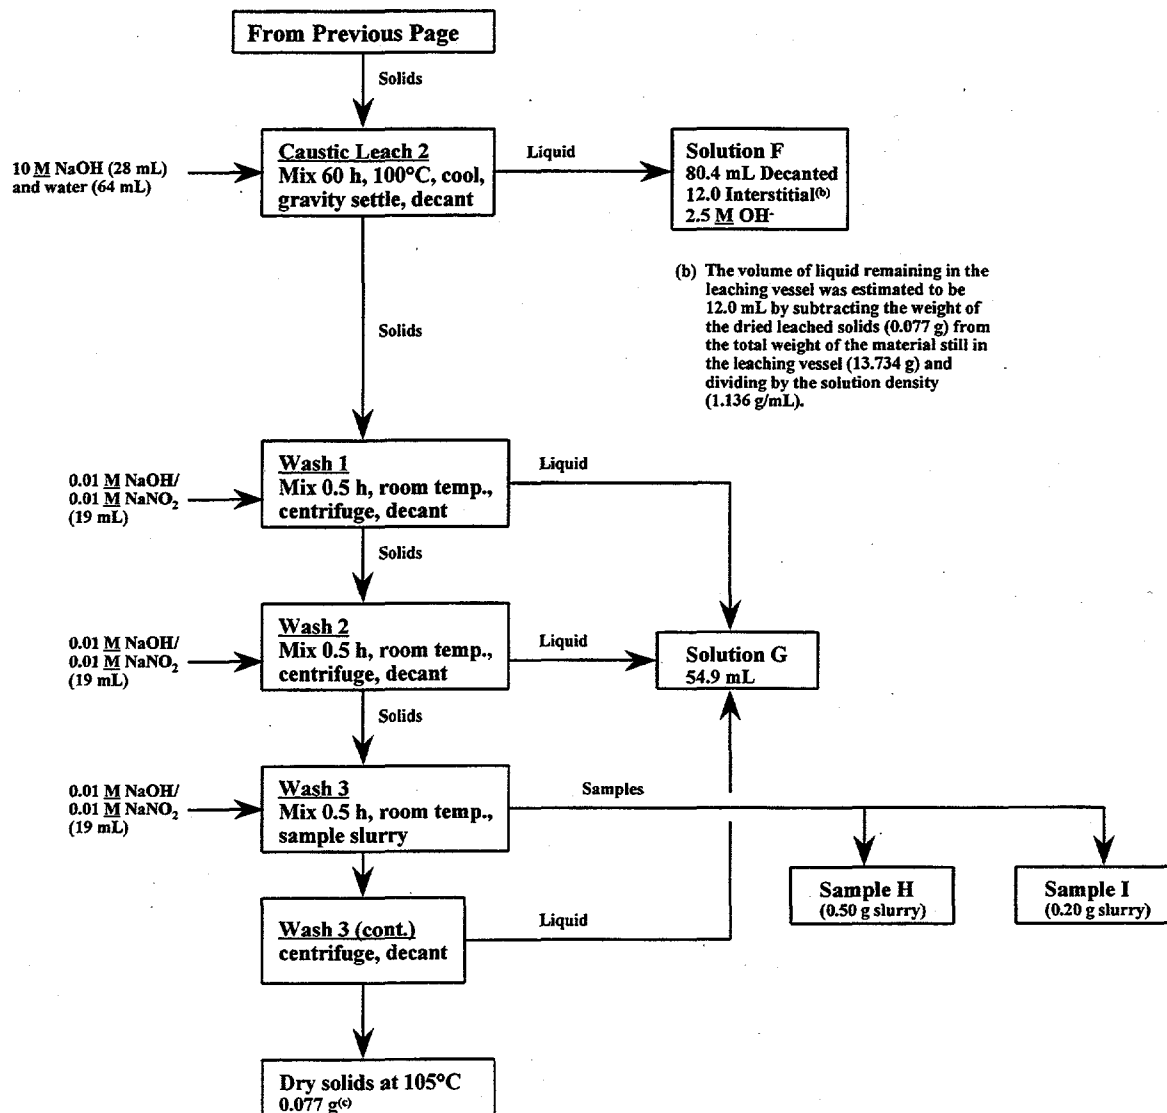 From Previous Page
Solids
10 M NaOH (28 mL)
and water (64 mL)
Caustic Leach 2
Mix 60 h, 100°C, cool,
gravity settle, decant
Liquid
Solution F
80.4 mL Decanted
12.0 Interstitial(b)
2.5 M OH-
(b) The volume of liquid remaining in the
leaching vessel was estimated to be
12.0 mL by subtracting the weight of
the dried leached solids (0.077 g) from
the total weight of the material still in
the leaching vessel (13.734 g) and
dividing by the solution density
(1.136 g/mL).
Solids
0.01 M NaOH/
0.01 M NaNO2
(19 mL)
Wash 1
Mix 0.5 h, room temp.,
centrifuge, decant
Liquid
Solids
0.01 M NaOH/
0.01 M NaNO2
(19 mL)
Wash 2
Mix 0.5 h, room temp.,
centrifuge, decant
Liquid
Solution G
54.9 mL
Solids
0.01 M NaOH/
0.01 M NaNO2
(19 mL)
Wash 3
Mix 0.5 h, room temp.,
sample slurry
Samples
Sample H
(0.50 g slurry)
Sample I
(0.20 g slurry)
Wash 3 (cont.)
centrifuge, decant
Liquid
Dry solids at 105°C
0.077 g(c)